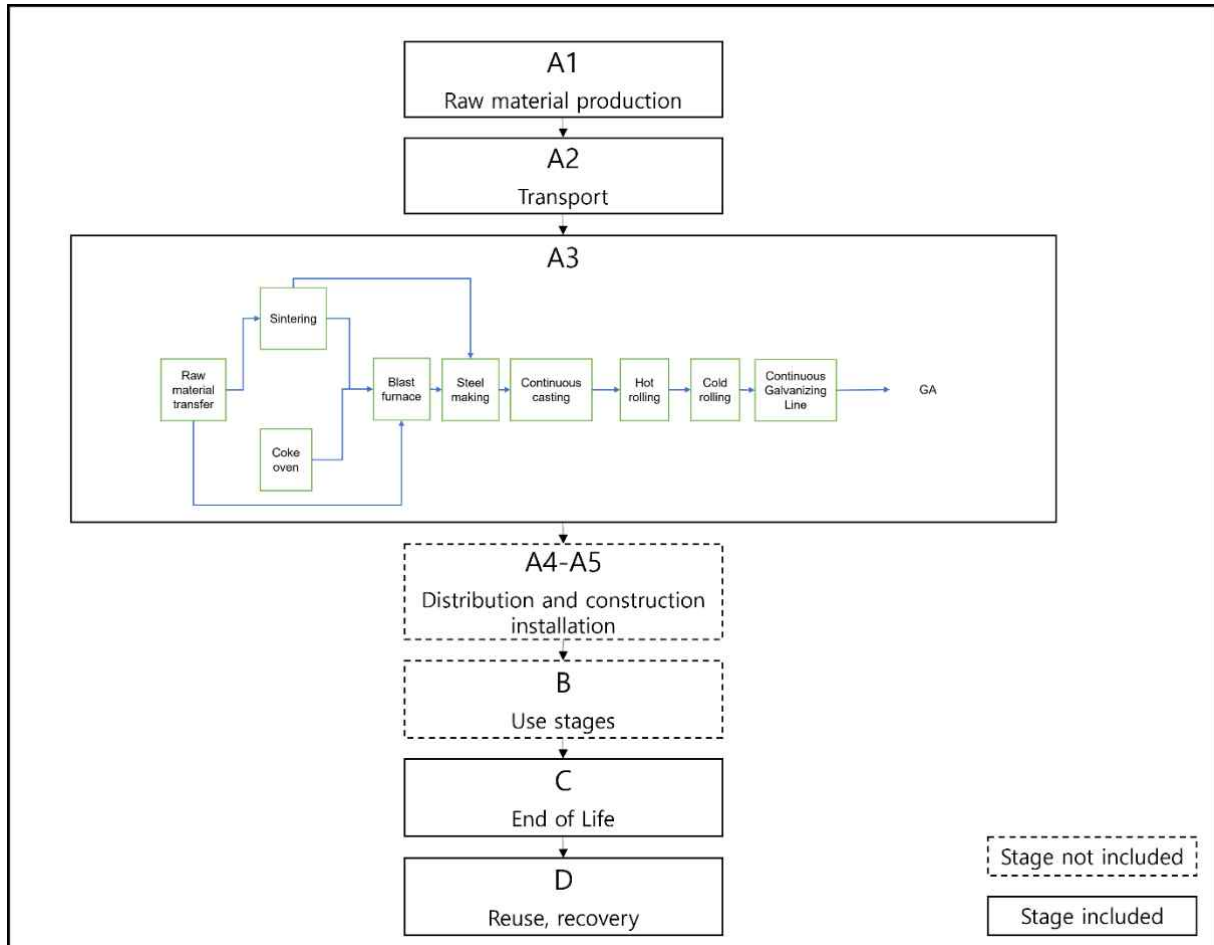 A1
Raw material production
A2
Transport
A3
Sintering
Raw
material
transfer
Coke
oven
Blast
furnace
Steel
making
Continuous
casting
Hot
rolling
Cold
rolling
Continuous
Galvanizing
Line
GA
A4-A5
Distribution and construction
installation
B
Use stages
C
End of Life
D
Reuse, recovery
Stage not included
Stage included